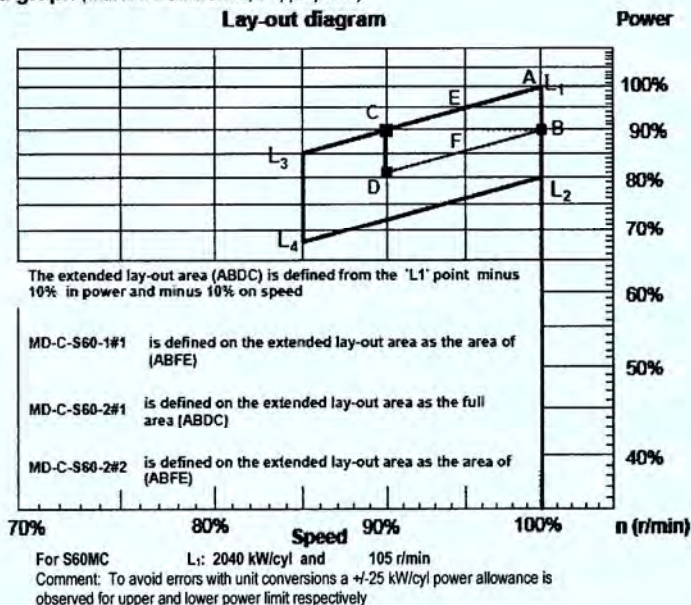 Lay-out diagram
Power
A L₁
E
100%
C
90%
B
F
L₃
D
80%
L₂
L₄
70%
The extended lay-out area (ABDC) is defined from the 'L1' point minus
10% in power and minus 10% on speed
60%
MD-C-S60-1#1 is defined on the extended lay-out area as the area of
(ABFE)
50%
MD-C-S60-2#1 is defined on the extended lay-out area as the full
area (ABDC)
MD-C-S60-2#2 is defined on the extended lay-out area as the area of
(ABFE)
40%
70% 80% 90% 100% n (r/min)
Speed
For S60MC L₁: 2040 kW/cyl and 105 r/min
Comment: To avoid errors with unit conversions a +/-25 kW/cyl power allowance is
observed for upper and lower power limit respectively